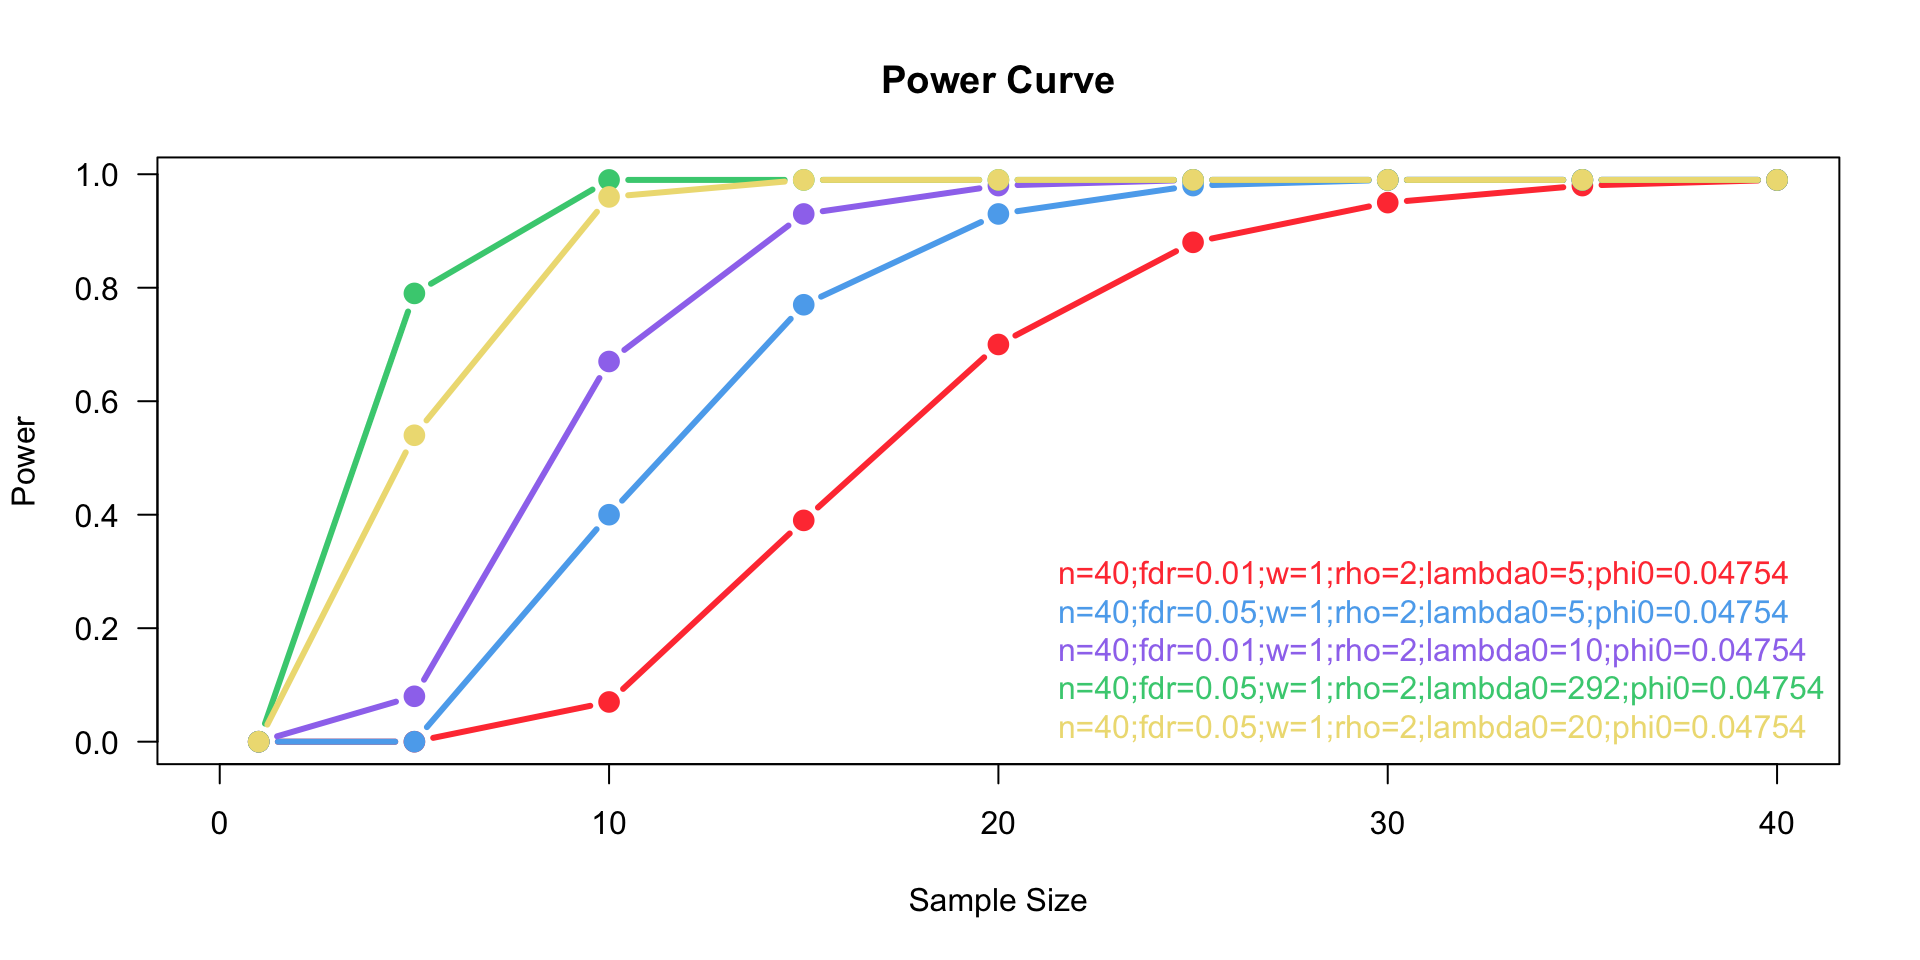 Power Curve
1.0
0.8
0.6
0.4
0.2
0.0
Power
n=40;fdr=0.01;w=1;rho=2;lambda0=5;phi0=0.04754
n=40;fdr=0.05;w=1;rho=2;lambda0=5;phi0=0.04754
n=40;fdr=0.01;w=1;rho=2;lambda0=10;phi0=0.04754
n=40;fdr=0.05;w=1;rho=2;lambda0=292;phi0=0.04754
n=40;fdr=0.05;w=1;rho=2;lambda0=20;phi0=0.04754
0 10 20 30 40
Sample Size